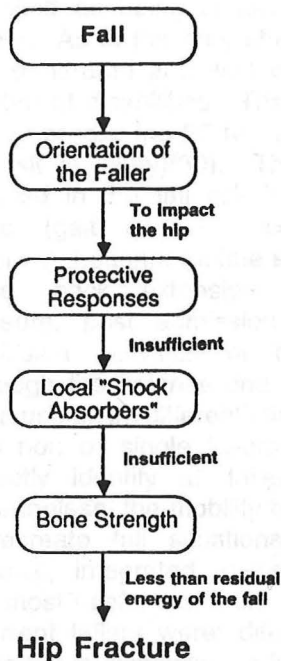 Fall
Orientation of
the Faller
To impact
the hip
Protective
Responses
Insufficient
Local "Shock
Absorbers"
Insufficient
Bone Strength
Less than residual
energy of the fall
Hip Fracture